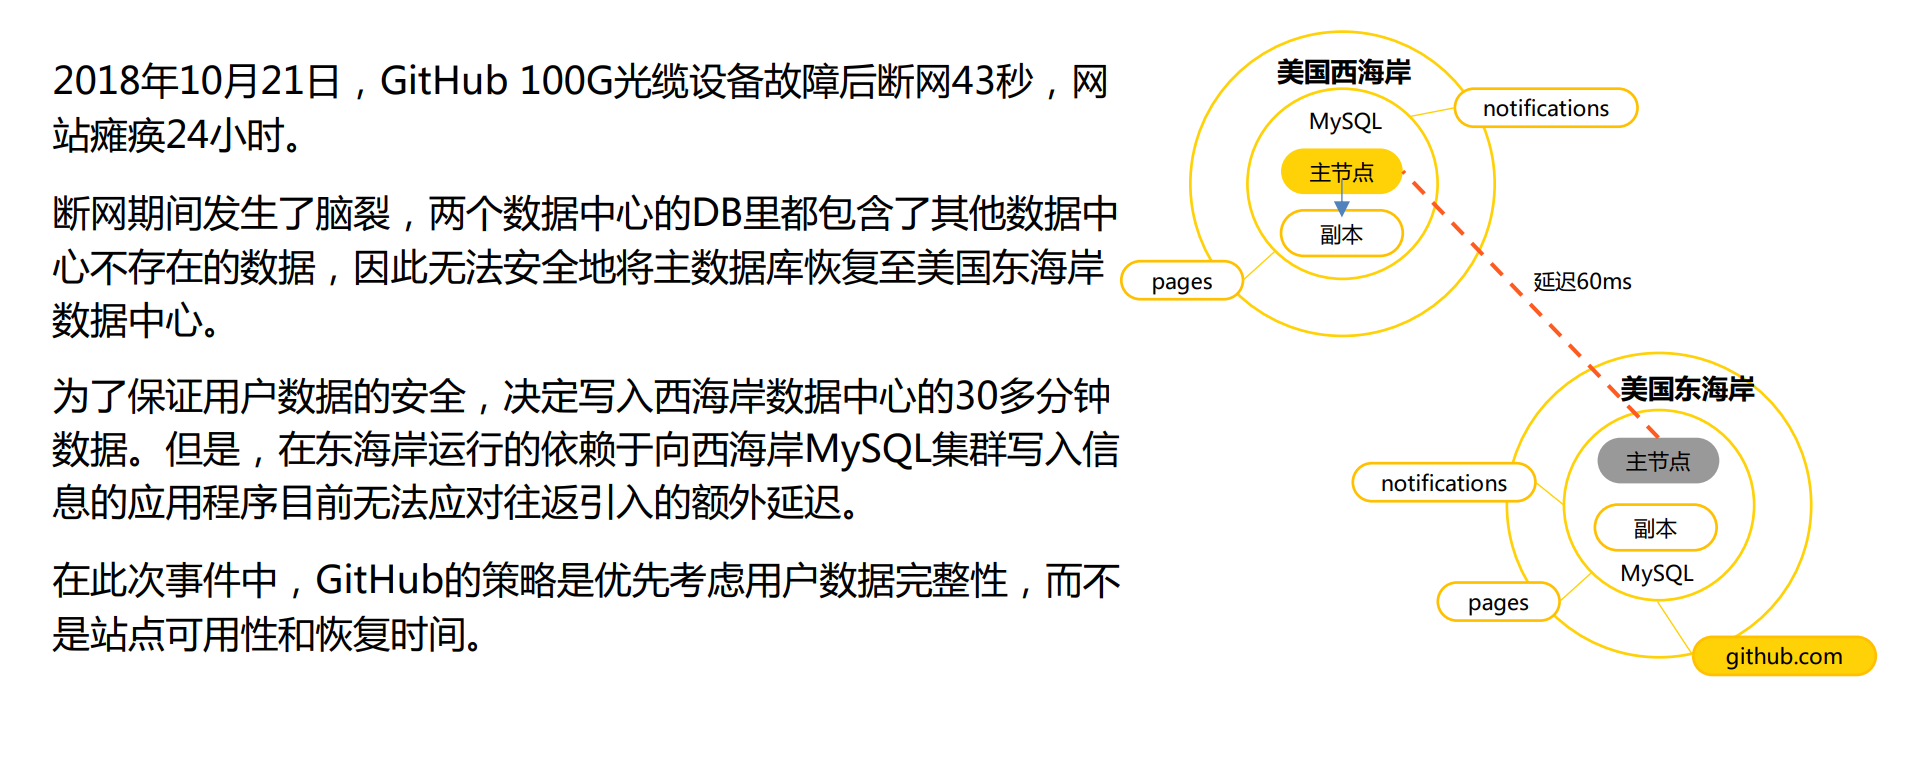 2018年10月21日，GitHub 100G光缆设备故障后断网43秒，网
站瘫痪24小时。
断网期间发生了脑裂，两个数据中心的DB里都包含了其他数据中
心不存在的数据，因此无法安全地将主数据库恢复至美国东海岸
数据中心。
为了保证用户数据的安全，决定写入西海岸数据中心的30多分钟
数据。但是，在东海岸运行的依赖于向西海岸MySQL集群写入信
息的应用程序目前无法应对往返引入的额外延迟。
在此次事件中，GitHub的策略是优先考虑用户数据完整性，而不
是站点可用性和恢复时间。
美国西海岸
notifications
MySQL
主节点
副本
pages
延迟60ms
美国东海岸
主节点
notifications
副本
MySQL
pages
github.com